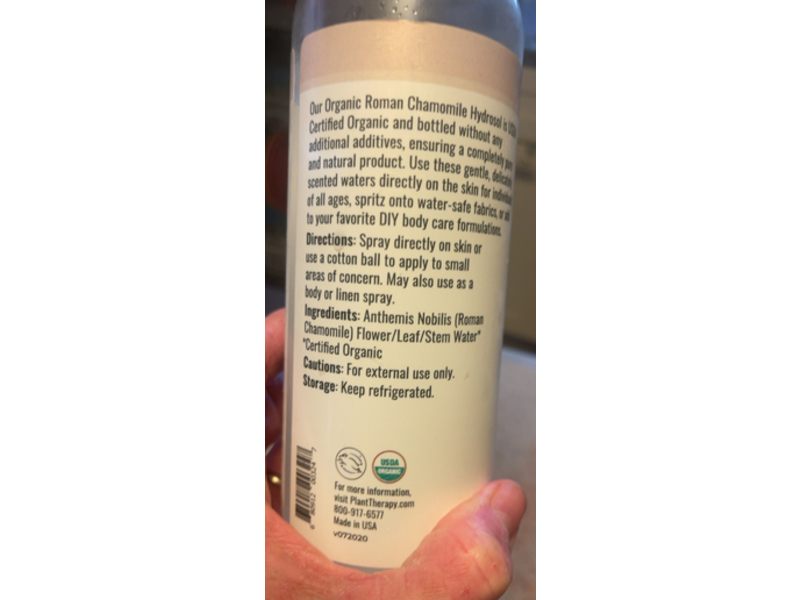 Our Organic Roman Chamomile Hydrosol is USDA
Certified Organic and bottled without any
additional additives, ensuring a completely pure
and natural product. Use these gentle, delicately
scented waters directly on the skin for individuals
of all ages, spritz onto water-safe fabrics, or add
to your favorite DIY body care formulations.
Directions: Spray directly on skin or
use a cotton ball to apply to small
areas of concern. May also use as a
body or linen spray.
Ingredients: Anthemis Nobilis (Roman
Chamomile) Flower/Leaf/Stem Water*
*Certified Organic
Cautions: For external use only.
Storage: Keep refrigerated.
USDA
ORGANIC
For more information,
visit PlantTherapy.com
800-917-6577
Made in USA
v072020